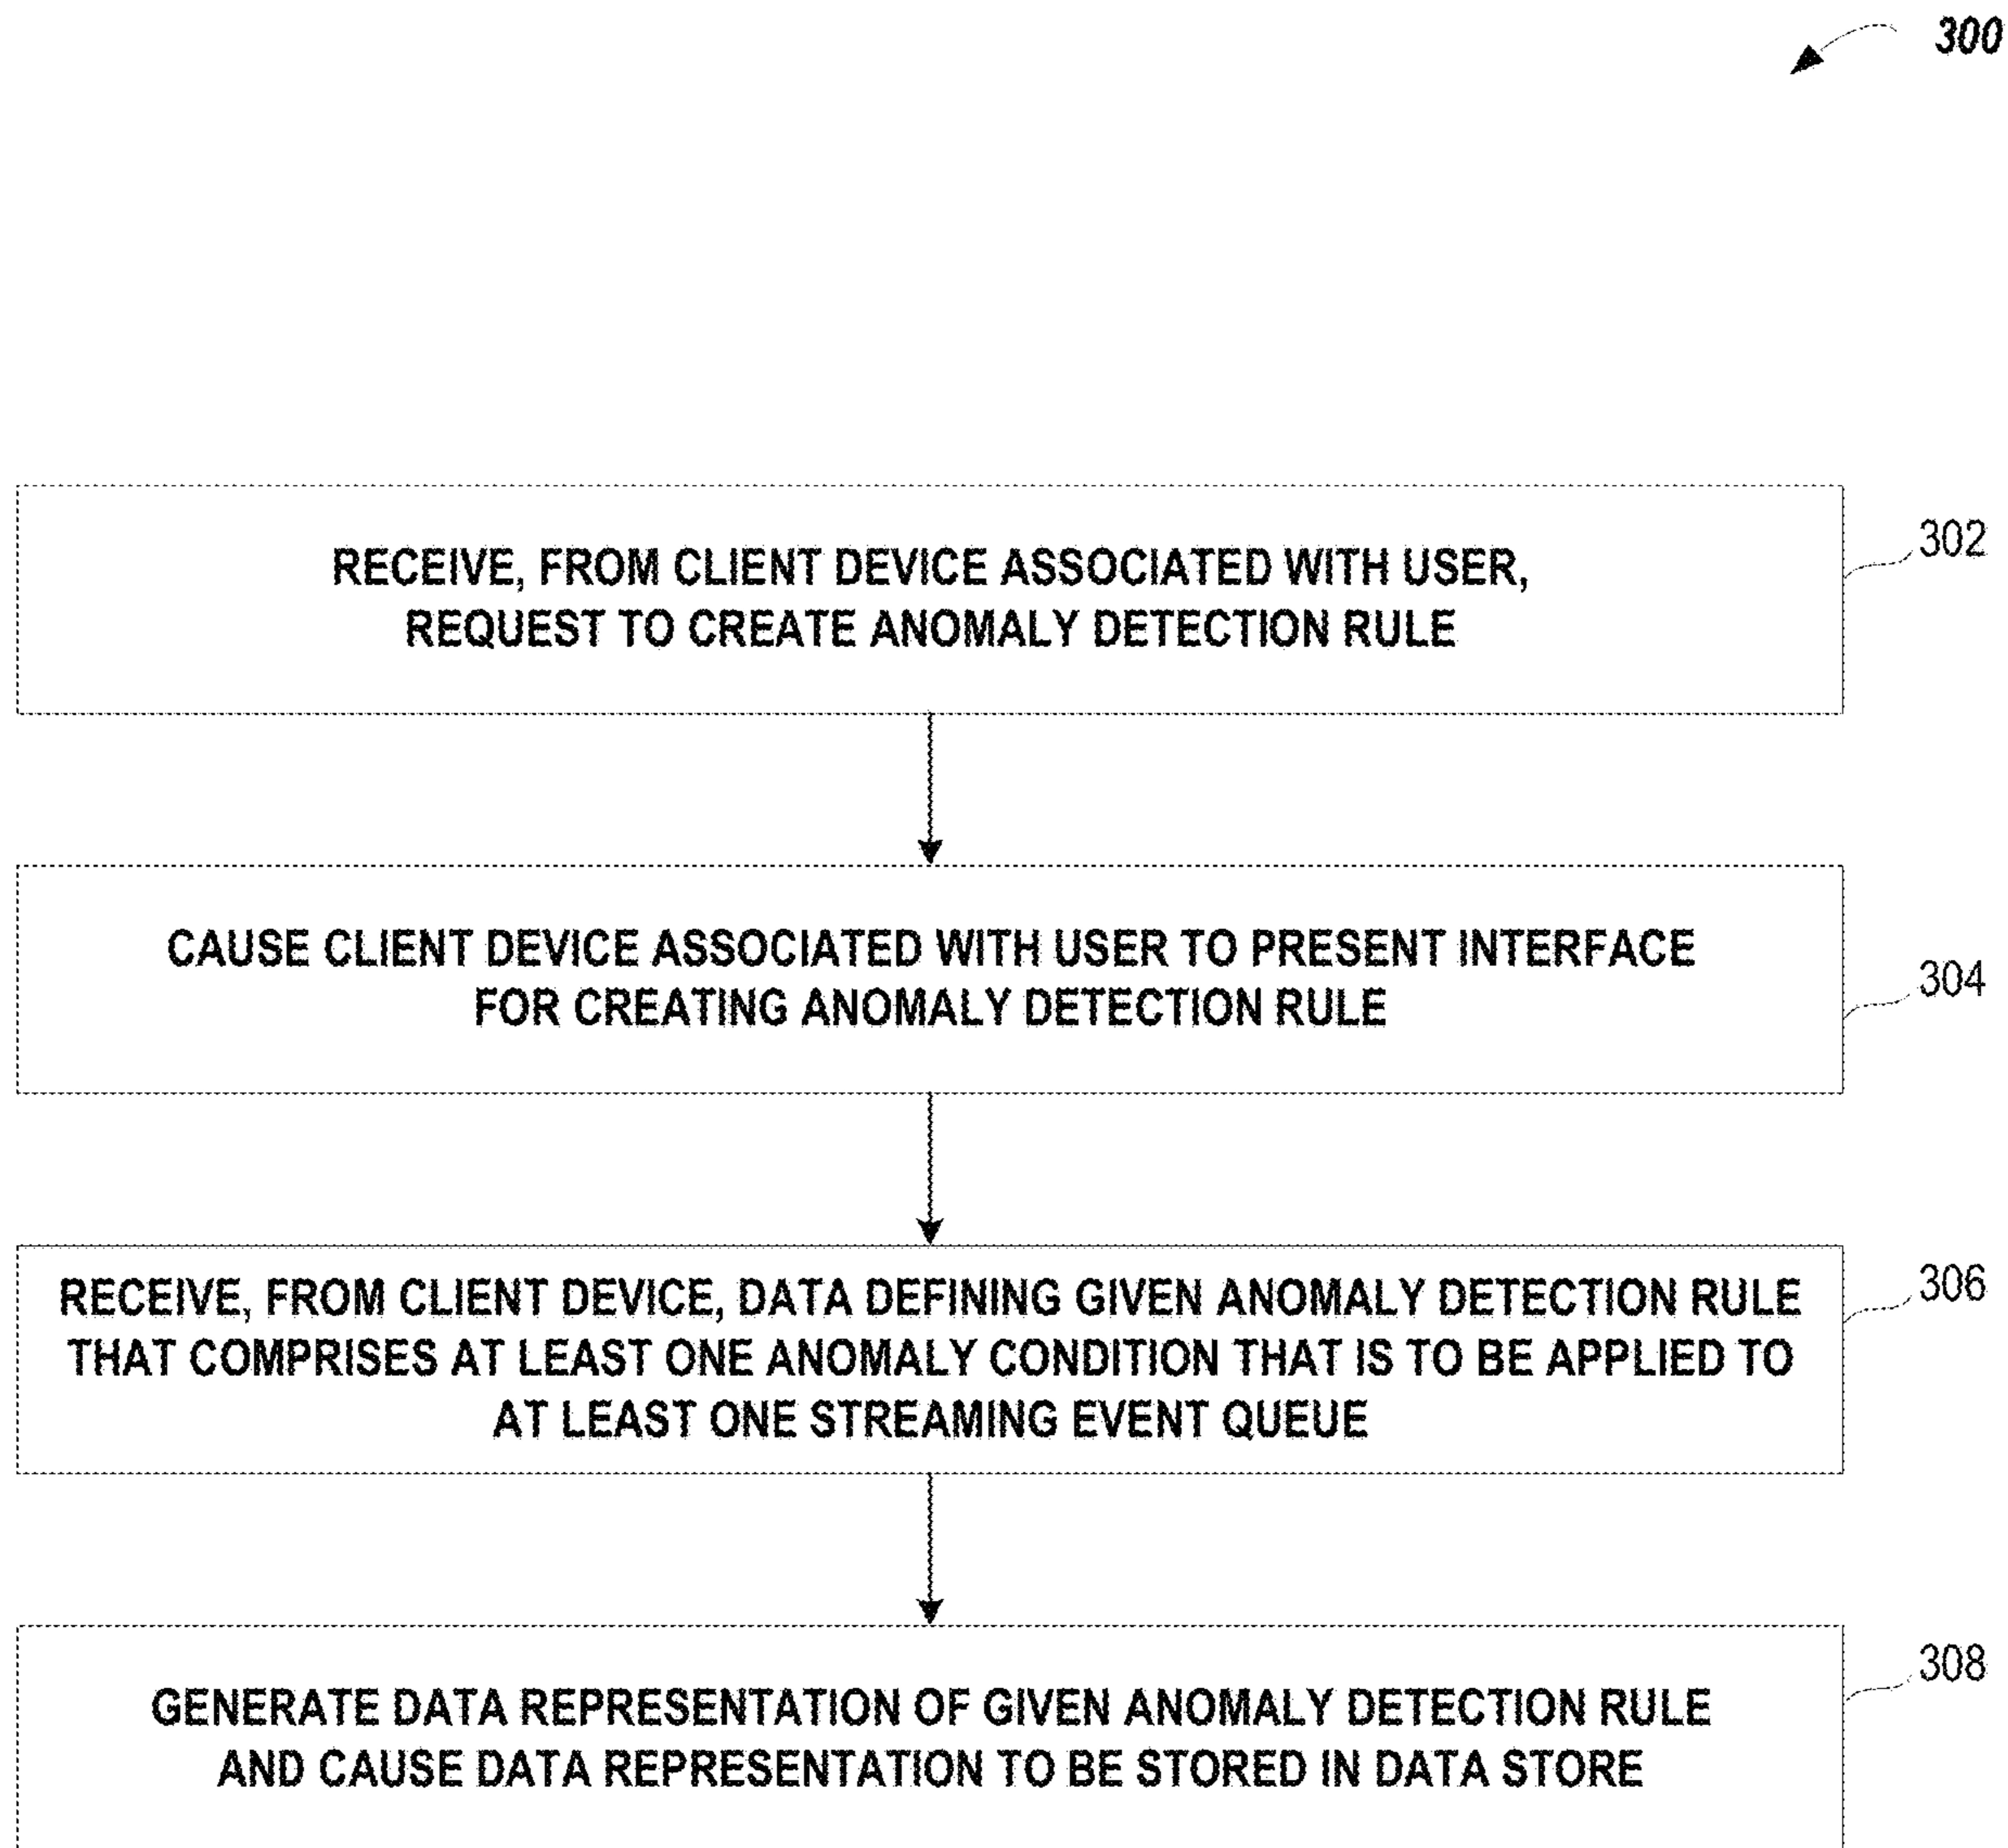 300
RECEIVE, FROM CLIENT DEVICE ASSOCIATED WITH USER,
REQUEST TO CREATE ANOMALY DETECTION RULE
302
CAUSE CLIENT DEVICE ASSOCIATED WITH USER TO PRESENT INTERFACE
FOR CREATING ANOMALY DETECTION RULE
304
RECEIVE, FROM CLIENT DEVICE, DATA DEFINING GIVEN ANOMALY DETECTION RULE
THAT COMPRISES AT LEAST ONE ANOMALY CONDITION THAT IS TO BE APPLIED TO
AT LEAST ONE STREAMING EVENT QUEUE
306
GENERATE DATA REPRESENTATION OF GIVEN ANOMALY DETECTION RULE
AND CAUSE DATA REPRESENTATION TO BE STORED IN DATA STORE
308